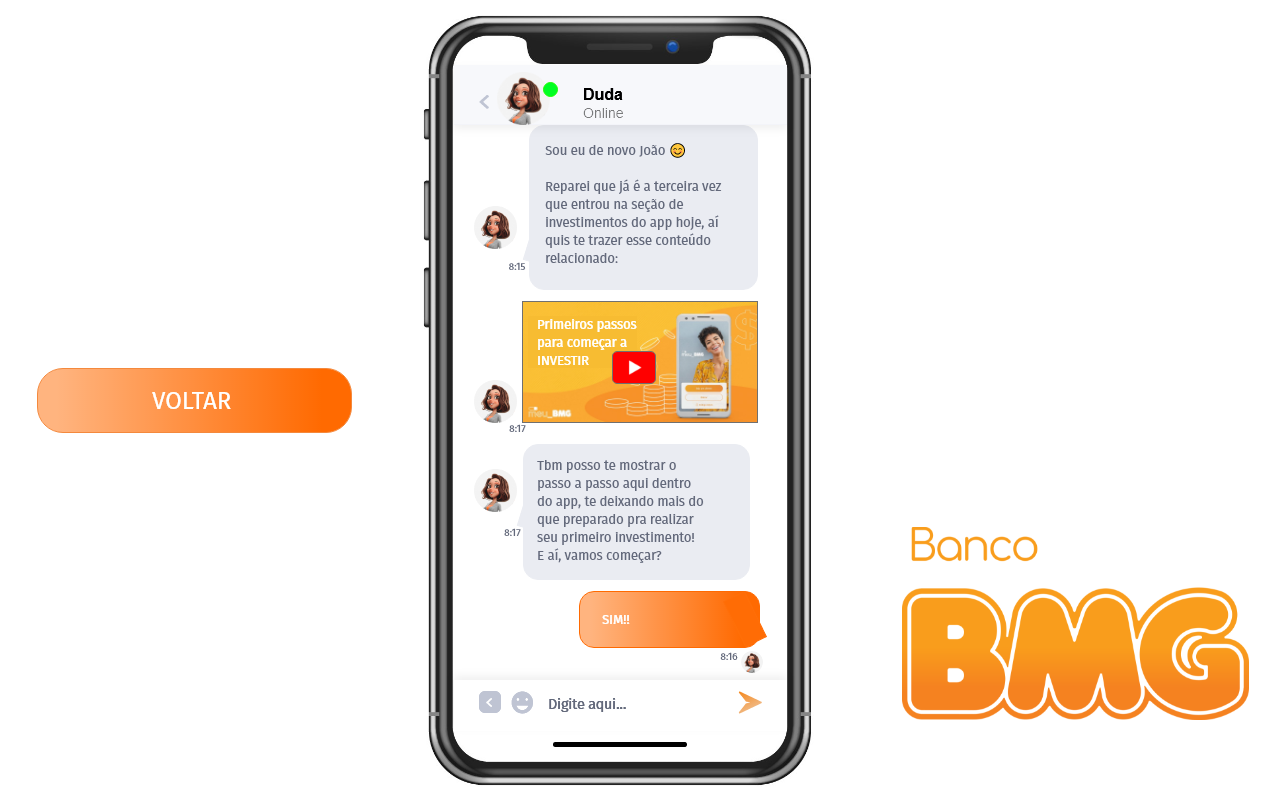 Duda
Online
Sou eu de novo João 😊
Reparei que já é a terceira vez
que entrou na seção de
investimentos do app hoje, aí
quis te trazer esse conteúdo
relacionado:
8:15
Primeiros passos
para começar a
INVESTIR
meu_BMG
8:17
Tbm posso te mostrar o
passo a passo aqui dentro
do app, te deixando mais do
que preparado pra realizar
seu primeiro investimento!
E aí, vamos começar?
8:17
SIM!!
8:16
Digite aqui...
VOLTAR
Banco
BMG